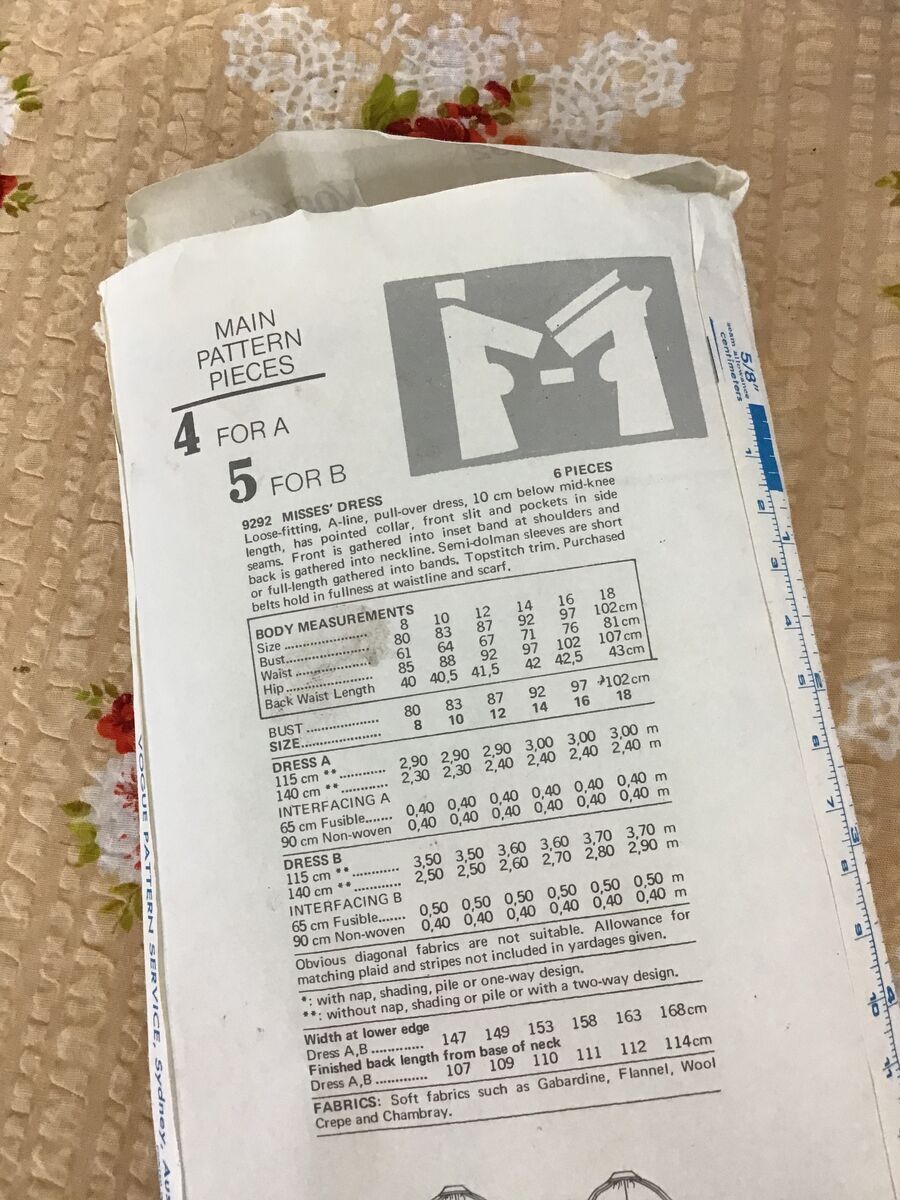 MAIN
PATTERN
PIECES
4 FOR A
5 FOR B
6 PIECES
9292 MISSES' DRESS
Loose-fitting, A-line, pull-over dress, 10 cm below mid-knee
length, has pointed collar, front slit and pockets in side
seams. Front is gathered into inset band at shoulders and
back is gathered into neckline. Semi-dolman sleeves are short
or full-length gathered into bands. Topstitch trim. Purchased
belts hold in fullness at waistline and scarf.
BODY MEASUREMENTS
Size .................... 8 10 12 14 16 18
Bust.................... 80 83 87 92 97 102cm
Waist .................. 61 64 67 71 76 81cm
Hip ..................... 85 88 92 97 102 107cm
Back Waist Length 40 40,5 41,5 42 42,5 43cm
BUST .................. 80 83 87 92 97 102cm
SIZE.................... 8 10 12 14 16 18
DRESS A
115 cm **............ 2,90 2,90 2,90 3,00 3,00 3,00 m
140 cm **............ 2,30 2,30 2,40 2,40 2,40 2,40 m
INTERFACING A
65 cm Fusible....... 0,40 0,40 0,40 0,40 0,40 0,40 m
90 cm Non-woven 0,40 0,40 0,40 0,40 0,40 0,40 m
DRESS B
115 cm **............ 3,50 3,50 3,60 3,60 3,70 3,70 m
140 cm **............ 2,50 2,50 2,60 2,70 2,80 2,90 m
INTERFACING B
65 cm Fusible....... 0,50 0,50 0,50 0,50 0,50 0,50 m
90 cm Non-woven 0,40 0,40 0,40 0,40 0,40 0,40 m
Obvious diagonal fabrics are not suitable. Allowance for
matching plaid and stripes not included in yardages given.
*: with nap, shading, pile or one-way design.
**: without nap, shading or pile or with a two-way design.
Width at lower edge
Dress A,B............. 147 149 153 158 163 168cm
Finished back length from base of neck
Dress A,B............. 107 109 110 111 112 114cm
FABRICS: Soft fabrics such as Gabardine, Flannel, Wool
Crepe and Chambray.
5/8"
seam allowance
centimeters
1
2
3
4
5
6
7
8
9
10
2
3
4
VOGUE PATTERN SERVICE, Sydney, Aus